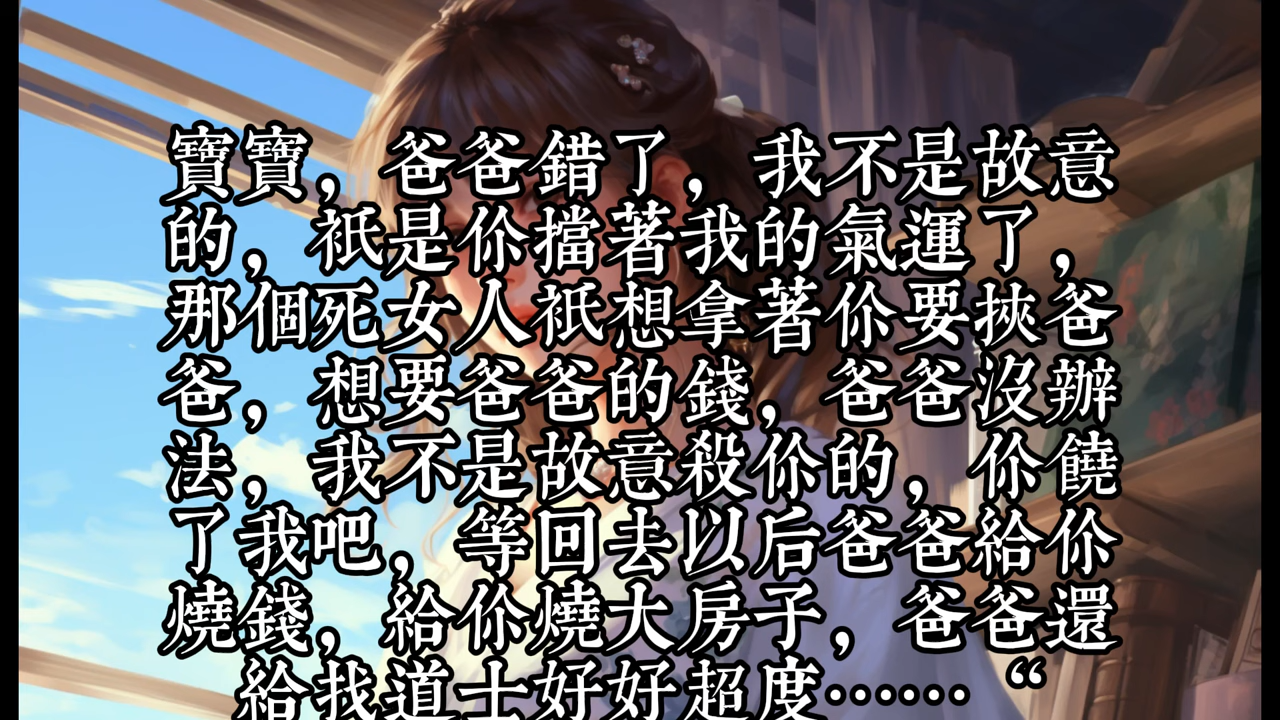 寶寶，爸爸錯了，我不是故意
的，衹是你擋著我的氣運了，
那個死女人衹想拿著你要挾爸
爸，想要爸爸的錢，爸爸沒辦
法，我不是故意殺你的，你饒
了我吧，等回去以后爸爸給你
燒錢，給你燒大房子，爸爸還
給找道士好好超度……“